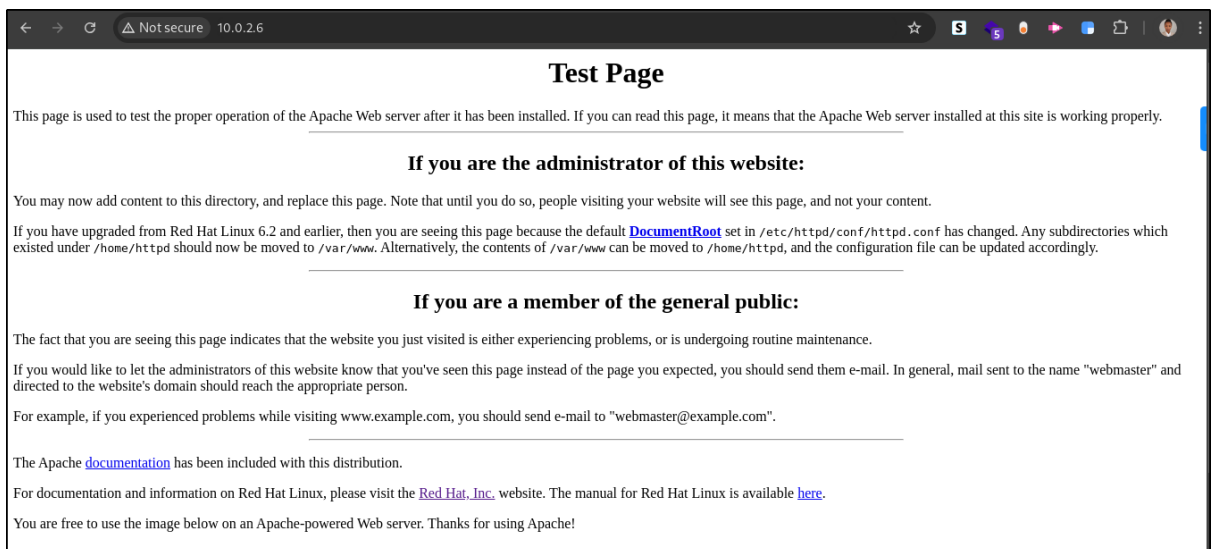 Not secure 10.0.2.6
S
5
Test Page
This page is used to test the proper operation of the Apache Web server after it has been installed. If you can read this page, it means that the Apache Web server installed at this site is working properly.
If you are the administrator of this website:
You may now add content to this directory, and replace this page. Note that until you do so, people visiting your website will see this page, and not your content.
If you have upgraded from Red Hat Linux 6.2 and earlier, then you are seeing this page because the default DocumentRoot set in /etc/httpd/conf/httpd.conf has changed. Any subdirectories which
existed under /home/httpd should now be moved to /var/www. Alternatively, the contents of /var/www can be moved to /home/httpd, and the configuration file can be updated accordingly.
If you are a member of the general public:
The fact that you are seeing this page indicates that the website you just visited is either experiencing problems, or is undergoing routine maintenance.
If you would like to let the administrators of this website know that you've seen this page instead of the page you expected, you should send them e-mail. In general, mail sent to the name "webmaster" and
directed to the website's domain should reach the appropriate person.
For example, if you experienced problems while visiting www.example.com, you should send e-mail to "webmaster@example.com".
The Apache documentation has been included with this distribution.
For documentation and information on Red Hat Linux, please visit the Red Hat, Inc. website. The manual for Red Hat Linux is available here.
You are free to use the image below on an Apache-powered Web server. Thanks for using Apache!